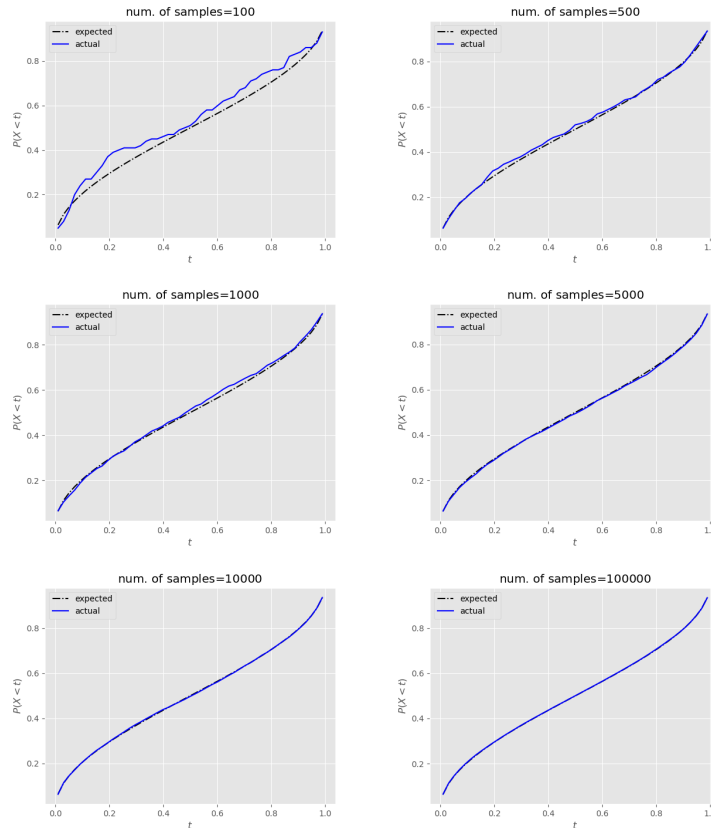 num. of samples=100
expected
actual
P(X < t)
0.8
0.6
0.4
0.2
0.0 0.2 0.4 0.6 0.8 1.0
t
num. of samples=500
expected
actual
P(X < t)
0.8
0.6
0.4
0.2
0.0 0.2 0.4 0.6 0.8 1.0
t
num. of samples=1000
expected
actual
P(X < t)
0.8
0.6
0.4
0.2
0.0 0.2 0.4 0.6 0.8 1.0
t
num. of samples=5000
expected
actual
P(X < t)
0.8
0.6
0.4
0.2
0.0 0.2 0.4 0.6 0.8 1.0
t
num. of samples=10000
expected
actual
P(X < t)
0.8
0.6
0.4
0.2
0.0 0.2 0.4 0.6 0.8 1.0
t
num. of samples=100000
expected
actual
P(X < t)
0.8
0.6
0.4
0.2
0.0 0.2 0.4 0.6 0.8 1.0
t